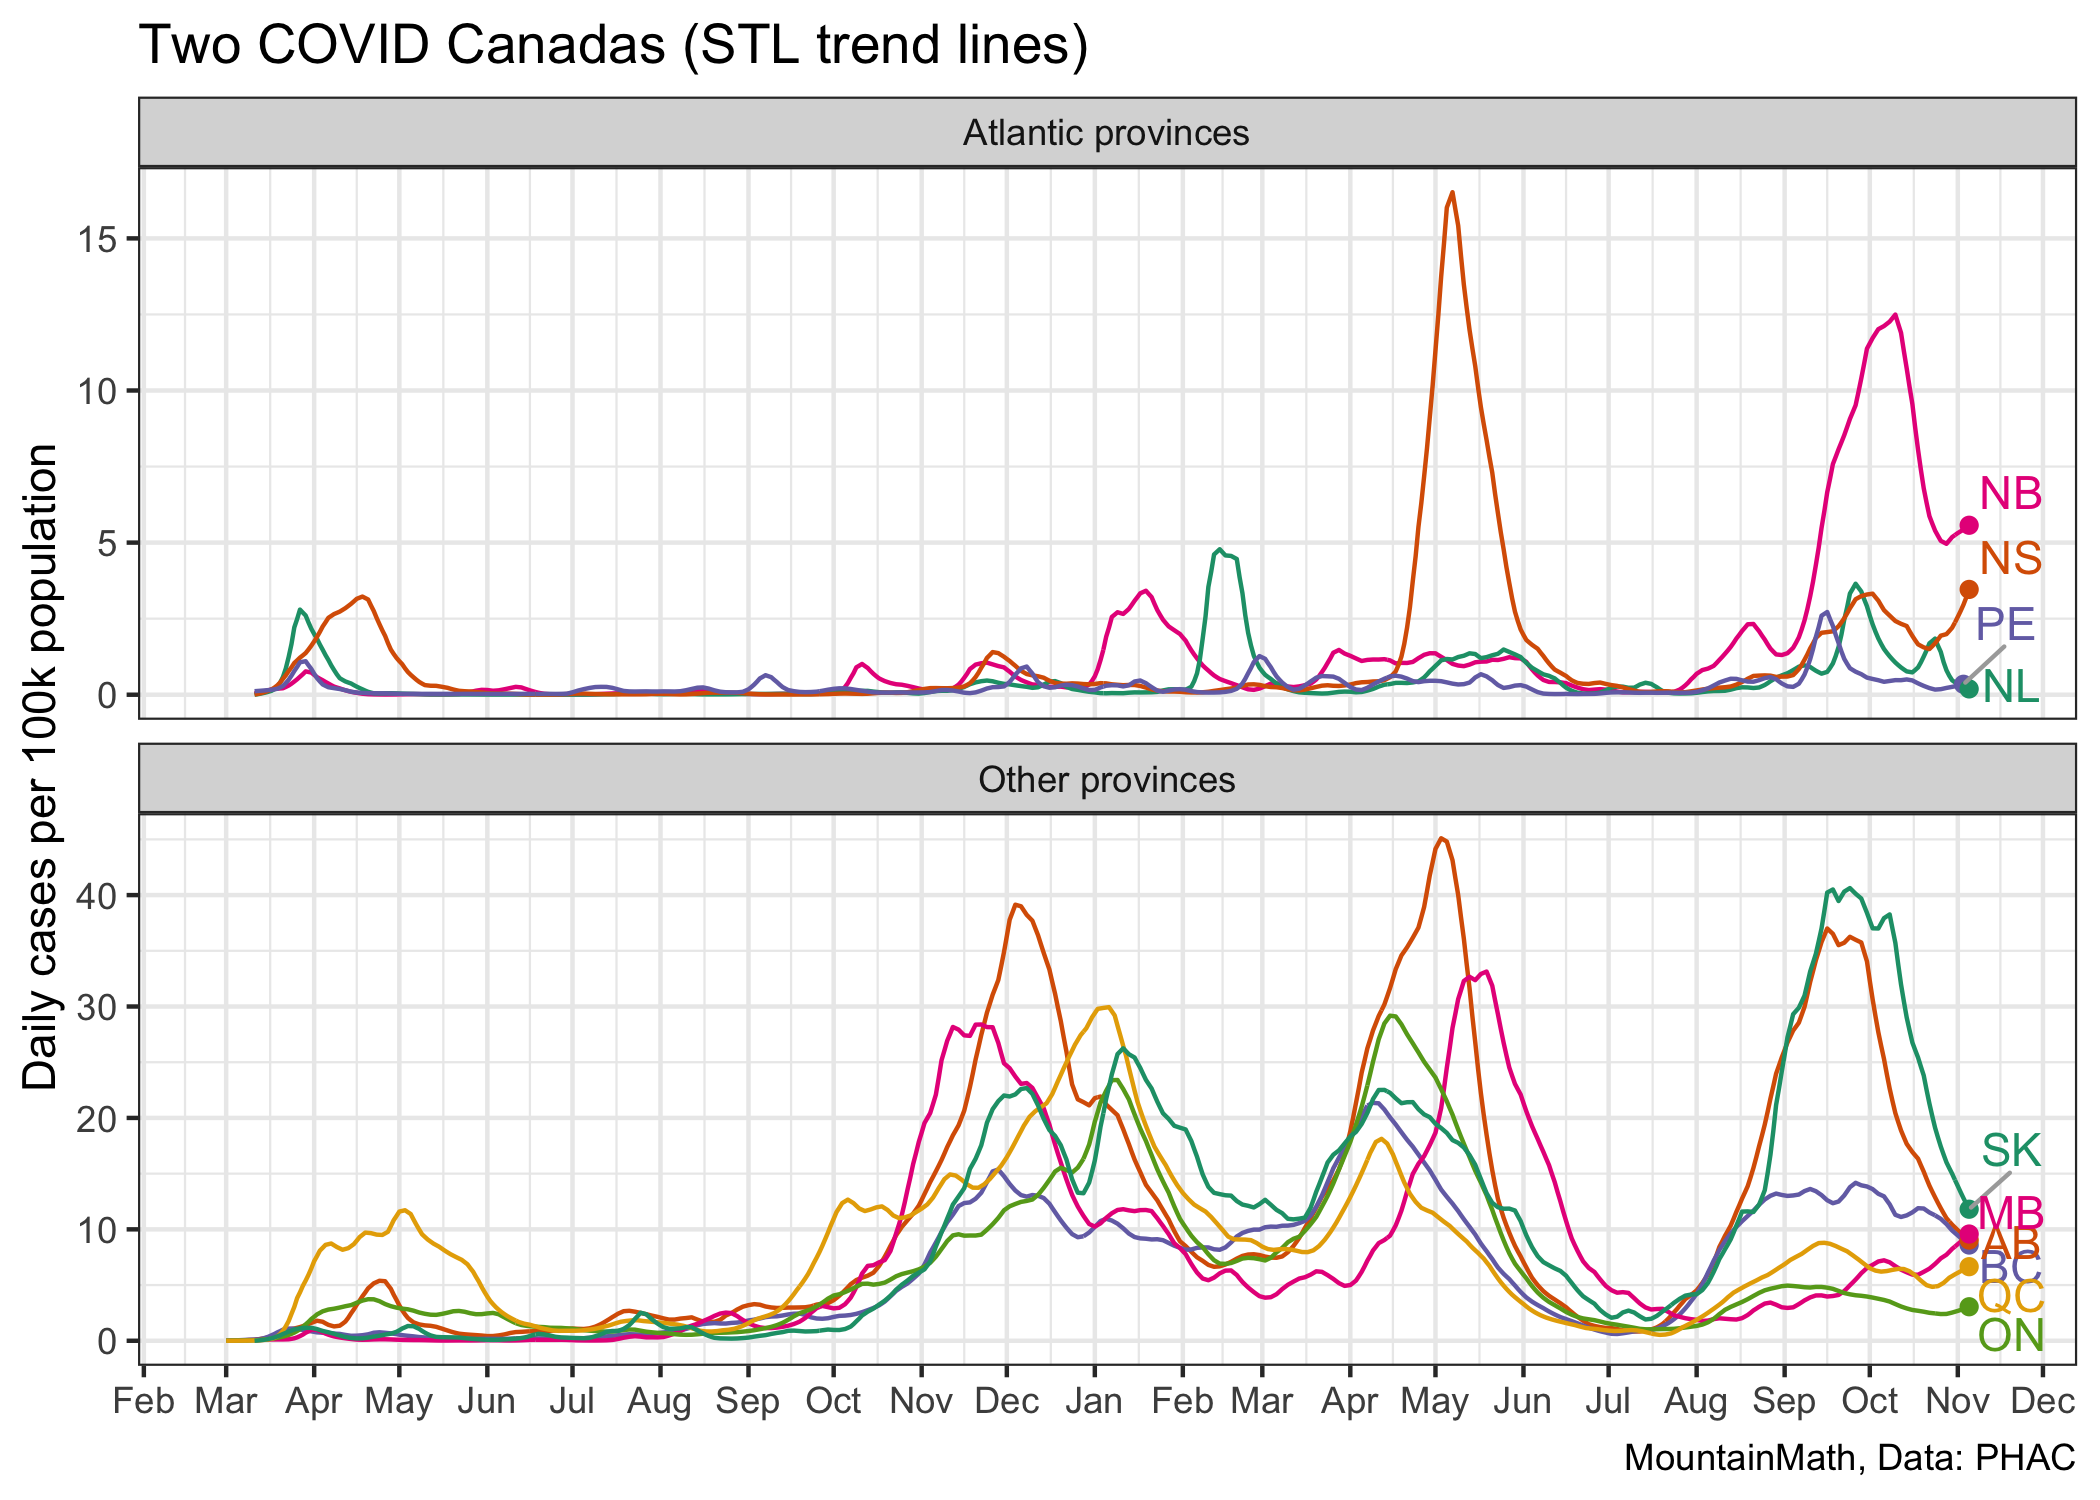 Two COVID Canadas (STL trend lines)
Atlantic provinces
Daily cases per 100k population
15
10
5
0
NB
NS
PE
NL
Other provinces
40
30
20
10
0
SK
MB
AB
BC
QC
ON
Feb Mar Apr May Jun Jul Aug Sep Oct Nov Dec Jan Feb Mar Apr May Jun Jul Aug Sep Oct Nov Dec
MountainMath, Data: PHAC